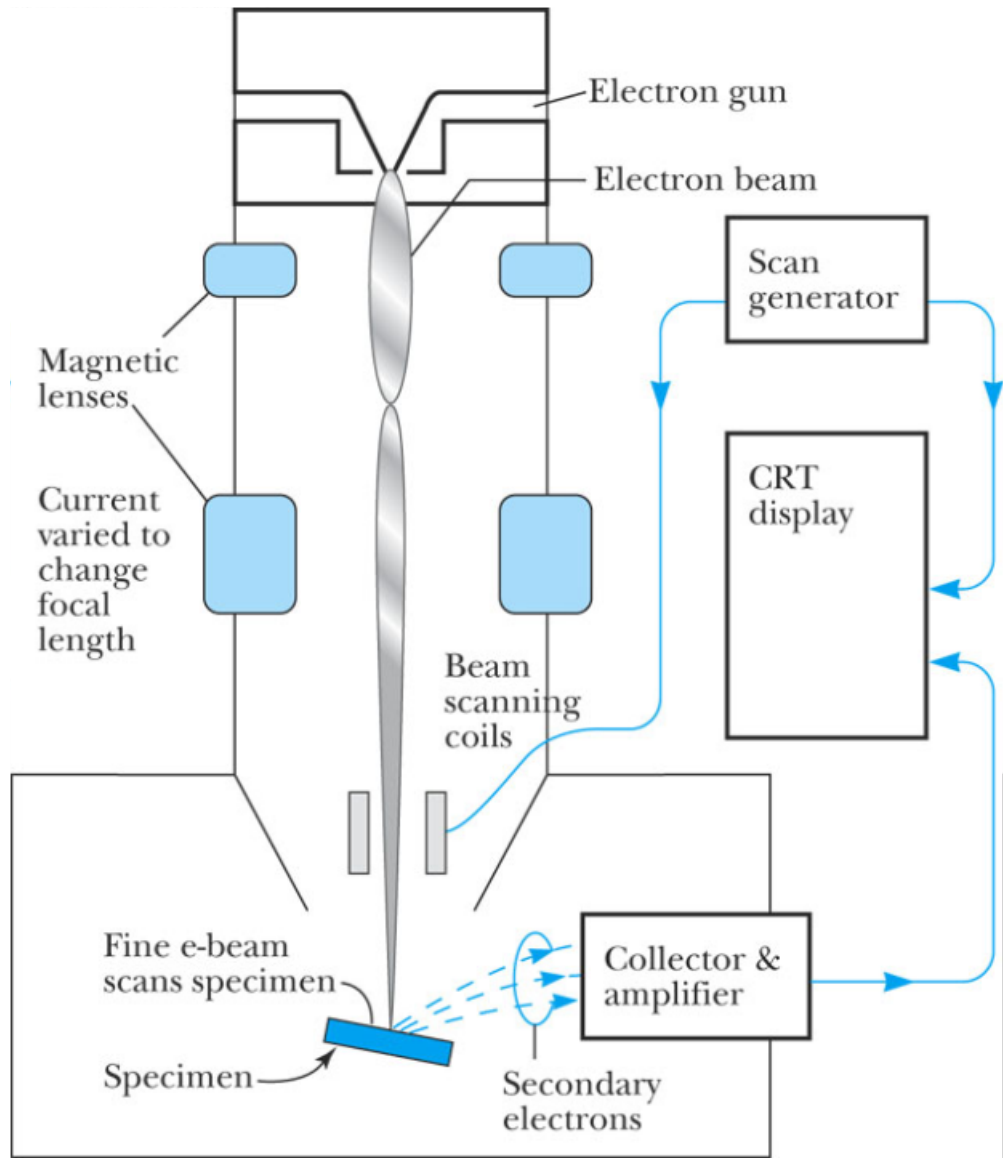 Electron gun
Electron beam
Scan
generator
Magnetic
lenses
Current
varied to
change
focal
length
CRT
display
Beam
scanning
coils
Fine e-beam
scans specimen
Collector &
amplifier
Specimen
Secondary
electrons